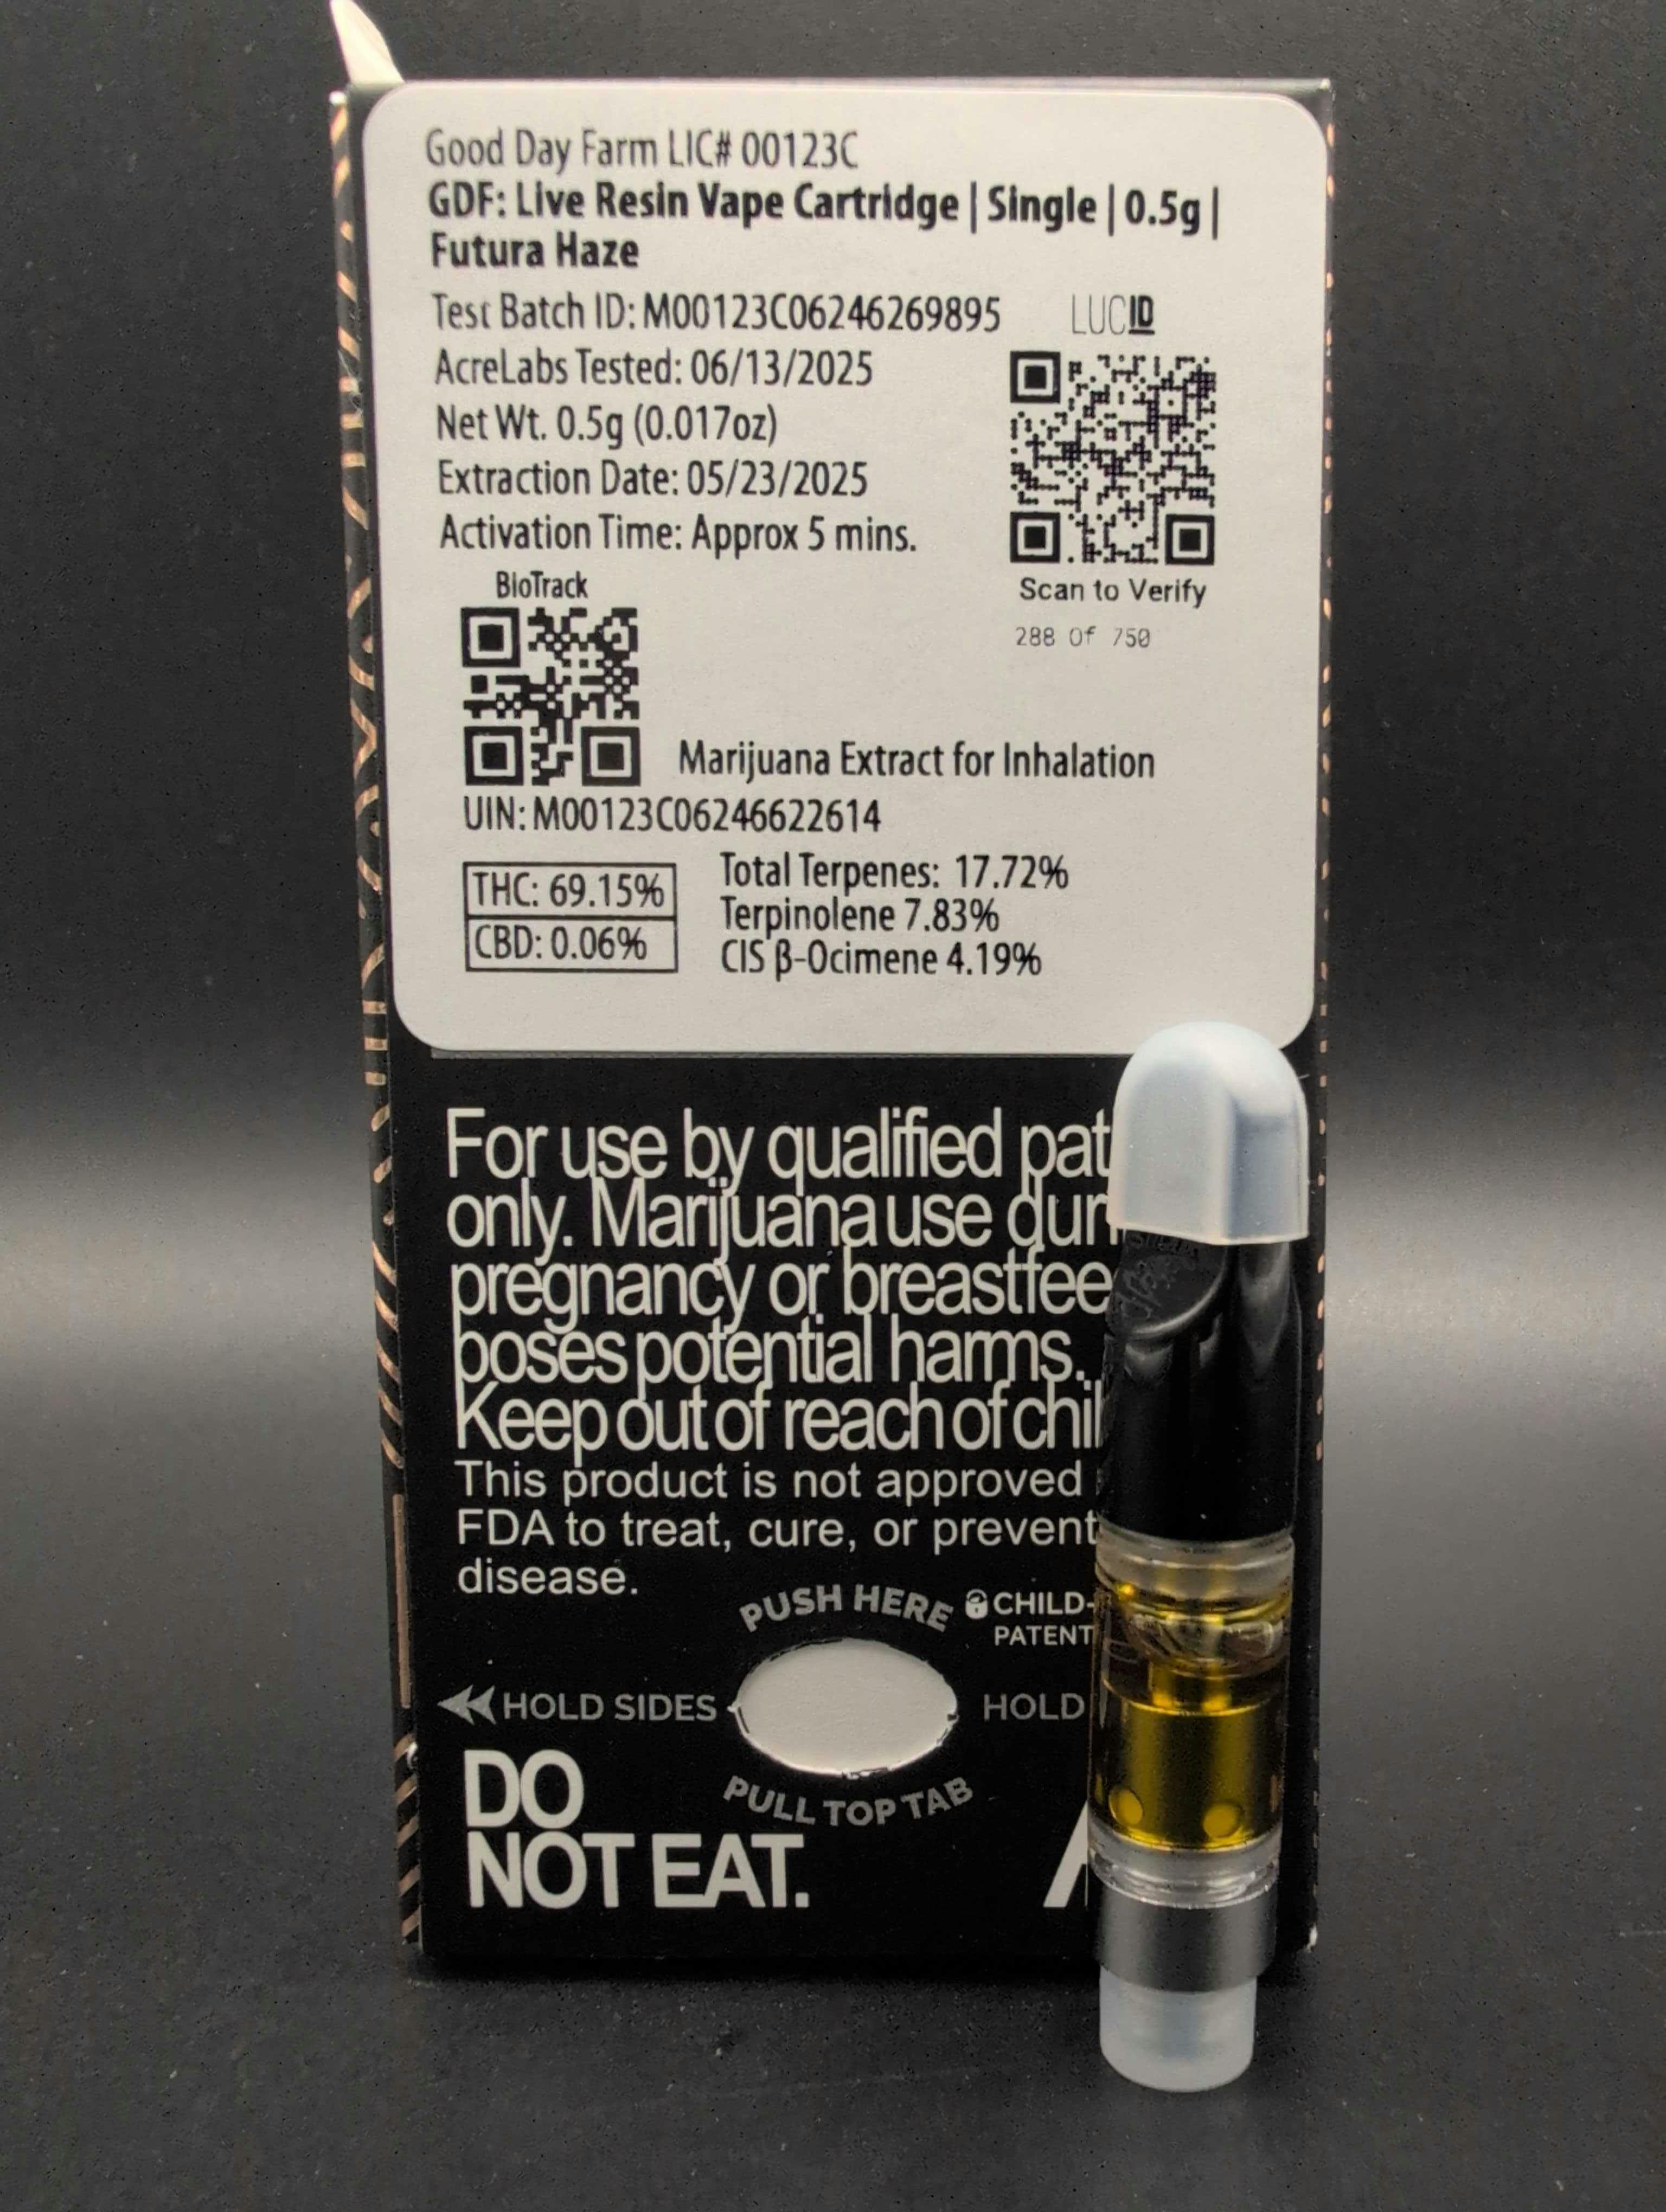 Good Day Farm LIC# 00123C
GDF: Live Resin Vape Cartridge | Single | 0.5g |
Futura Haze
Test Batch ID: M00123C06246269895
LUCID
AcreLabs Tested: 06/13/2025
Net Wt. 0.5g (0.017oz)
Extraction Date: 05/23/2025
Activation Time: Approx 5 mins.
Scan to Verify
288 Of 750
BioTrack
Marijuana Extract for Inhalation
UIN: M00123C06246622614
THC: 69.15%
CBD: 0.06%
Total Terpenes: 17.72%
Terpinolene 7.83%
CIS β-Ocimene 4.19%
For use by qualified pat
only. Marijuana use duri
pregnancy or breastfee
poses potential harms.
Keep out of reach of chil
This product is not approved
FDA to treat, cure, or prevent
disease.
PUSH HERE
CHILD-
PATENT
HOLD SIDES
HOLD
PULL TOP TAB
DO
NOT EAT.